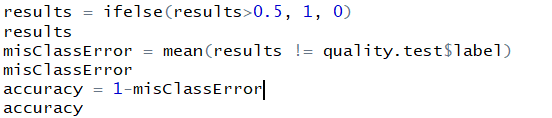 results = ifelse(results>0.5, 1, 0)
results
misClassError = mean(results != quality.test$label)
misClassError
accuracy = 1-misClassError
accuracy